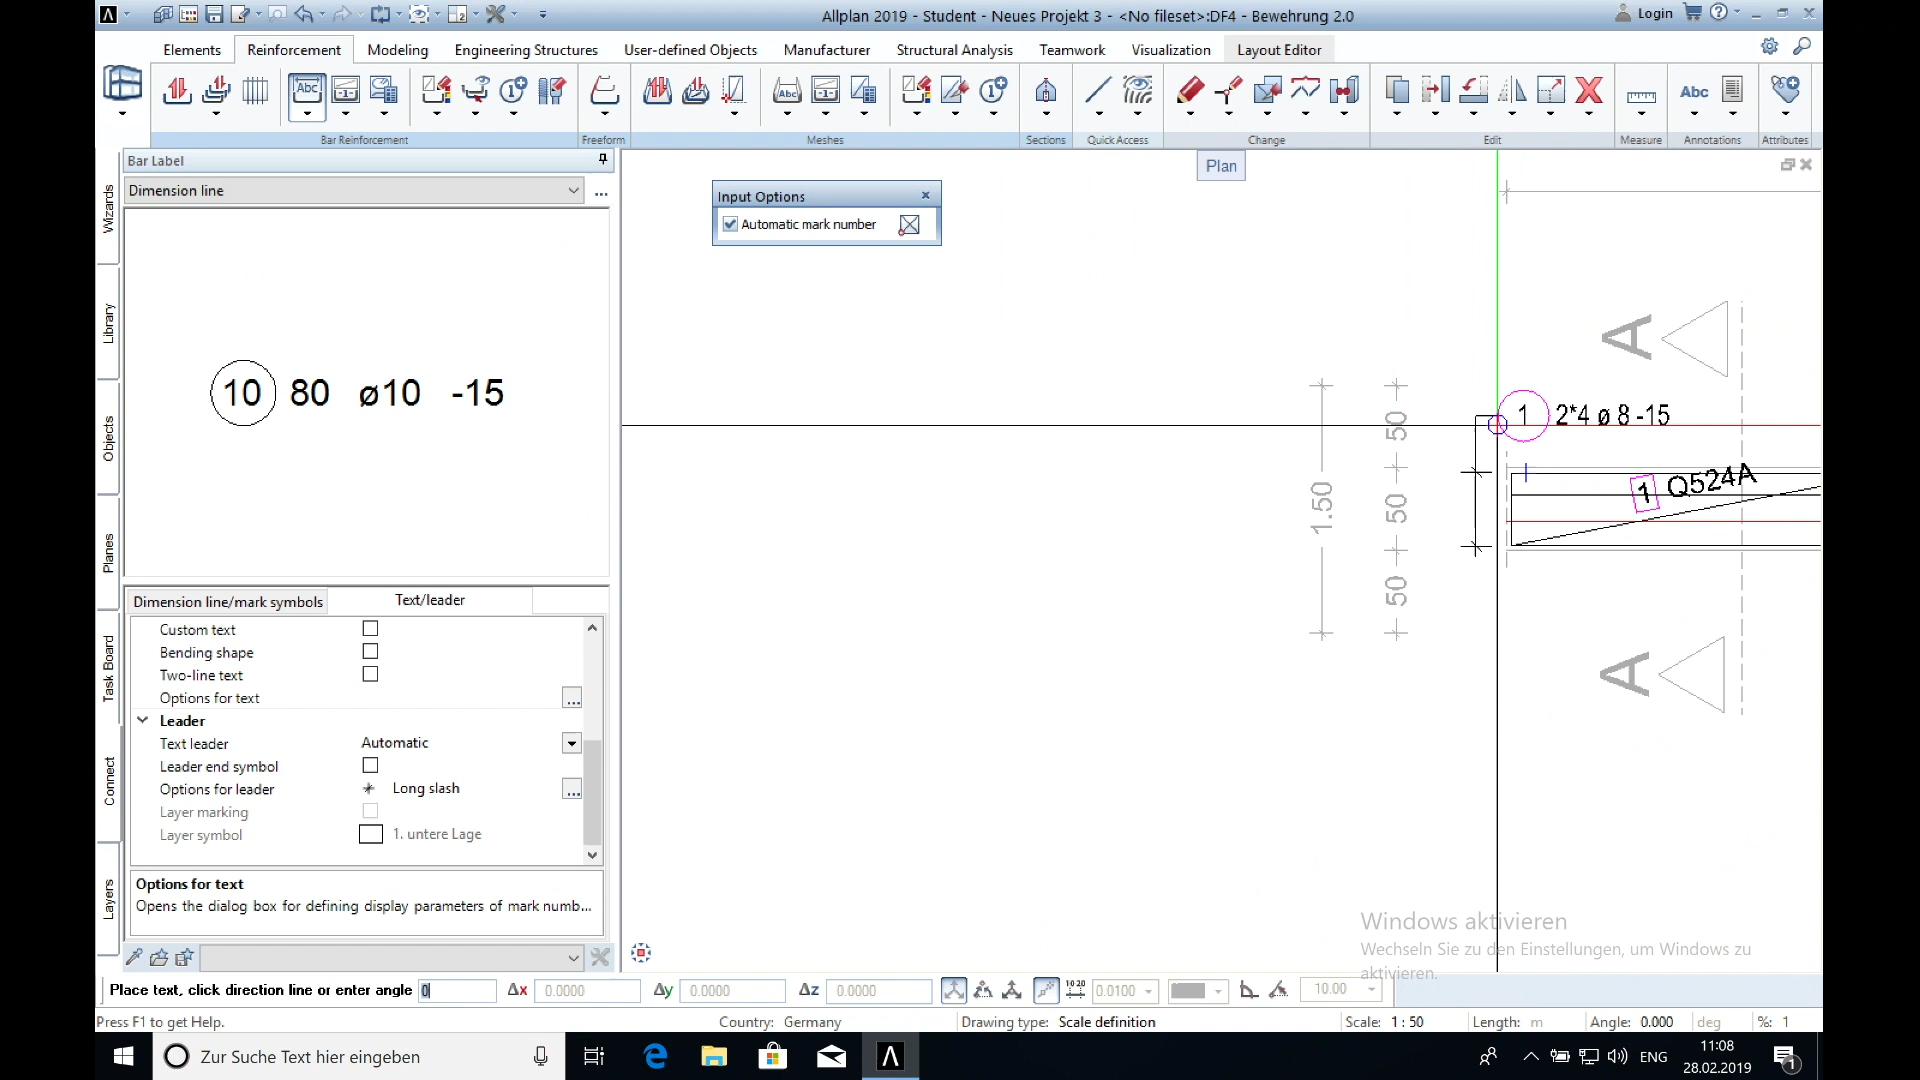 Allplan 2019 - Student - Neues Projekt 3 - <No fileset>:DF4 - Bewehrung 2.0
Login
Elements Reinforcement Modeling Engineering Structures User-defined Objects Manufacturer Structural Analysis Teamwork Visualization Layout Editor
Bar Reinforcement Freeform Meshes Sections Quick Access Change Edit Measure Annotations Attributes
Bar Label
Dimension line
...
Wizards
Library
Objects
Planes
Task Board
Connect
Layers
10 80 ø10 -15
Dimension line/mark symbols Text/leader
Custom text
Bending shape
Two-line text
Options for text ...
Leader
Text leader Automatic
Leader end symbol
Options for leader Long slash ...
Layer marking
Layer symbol 1. untere Lage
Options for text
Opens the dialog box for defining display parameters of mark numb...
Plan
Input Options
Automatic mark number
1 2*4 ø 8 -15
1 Q524A
A
A
1.50
50
50
50
Windows aktivieren
Wechseln Sie zu den Einstellungen, um Windows zu
aktivieren.
Place text, click direction line or enter angle 0 Δx 0.0000 Δy 0.0000 Δz 0.0000 0.0100 10.00
Press F1 to get Help. Country: Germany Drawing type: Scale definition Scale: 1:50 Length: m Angle: 0.000 deg %: 1
Zur Suche Text hier eingeben
ENG
11:08
28.02.2019
1